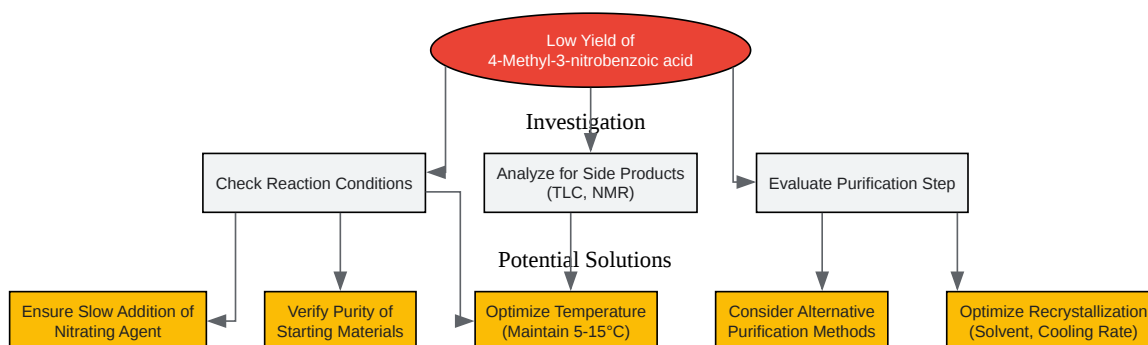 Low Yield of
4-Methyl-3-nitrobenzoic acid
Investigation
Check Reaction Conditions
Analyze for Side Products
(TLC, NMR)
Evaluate Purification Step
Potential Solutions
Ensure Slow Addition of
Nitrating Agent
Verify Purity of
Starting Materials
Optimize Temperature
(Maintain 5-15°C)
Consider Alternative
Purification Methods
Optimize Recrystallization
(Solvent, Cooling Rate)